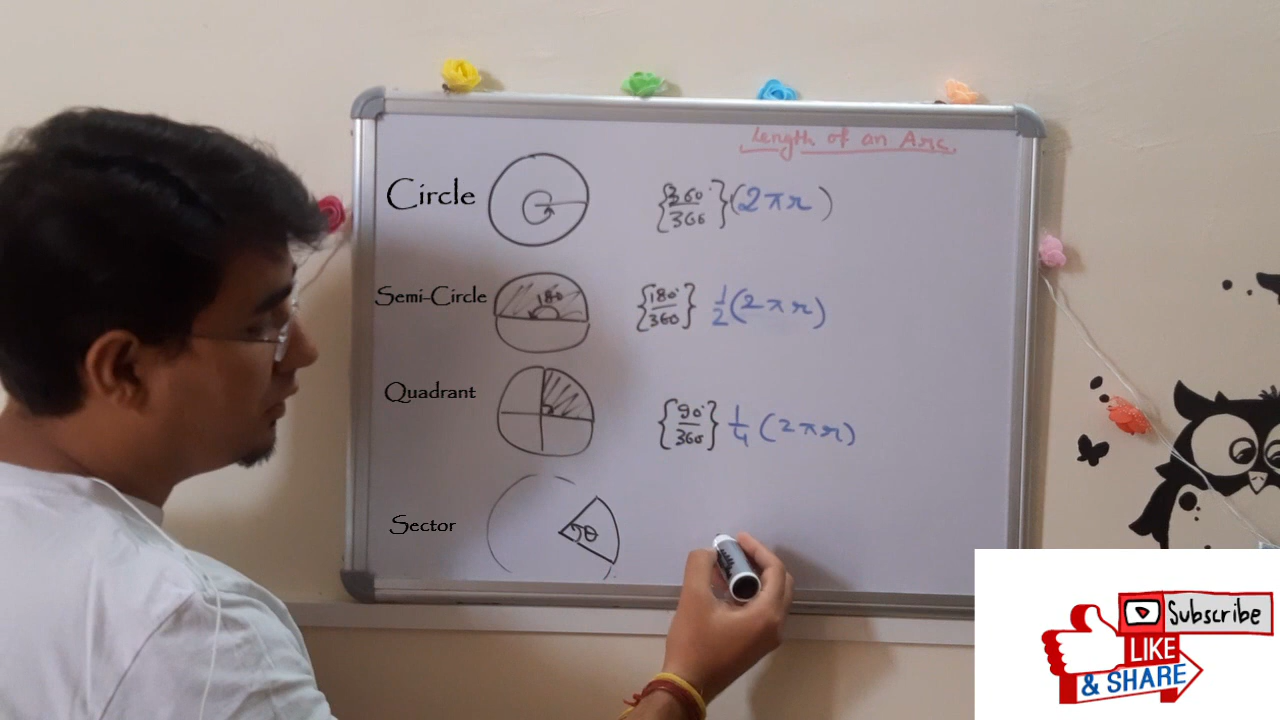 Length of an Arc
Circle {360°/360} (2πr)
Semi-Circle 180 {180°/360} 1/2 (2πr)
Quadrant {90°/360} 1/4 (2πr)
Sector θ
Subscribe
LIKE
& SHARE